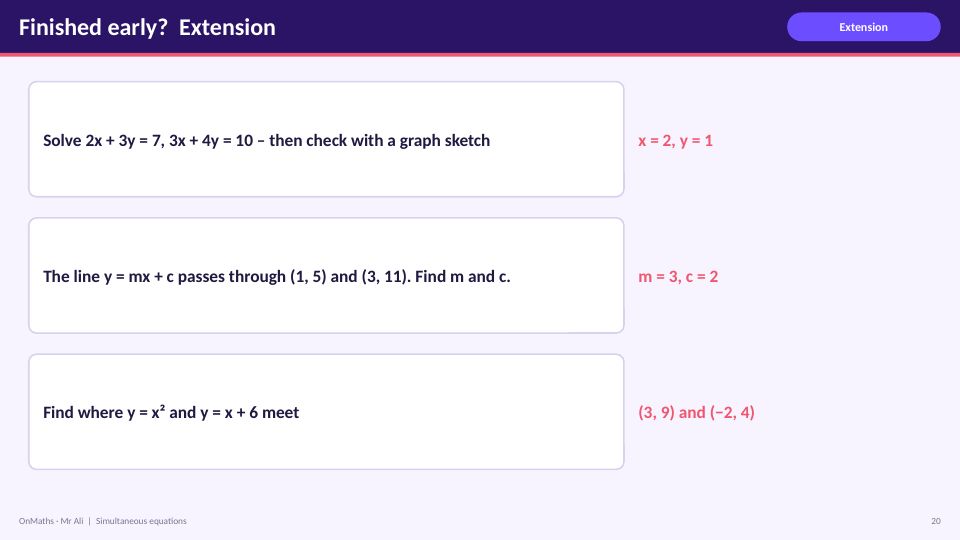 Finished early?  Extension
Extension
Solve 2x + 3y = 7, 3x + 4y = 10 – then check with a graph sketch
x = 2, y = 1
The line y = mx + c passes through (1, 5) and (3, 11). Find m and c.
m = 3, c = 2
Find where y = x² and y = x + 6 meet
(3, 9) and (−2, 4)
OnMaths - Mr Ali  |  Simultaneous equations
20